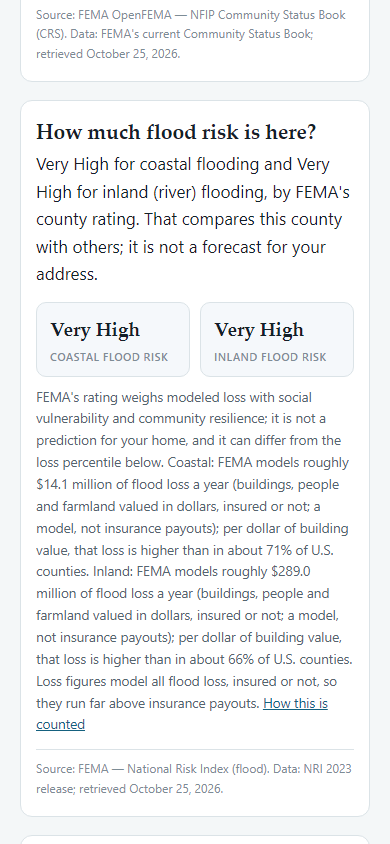 Source: FEMA OpenFEMA — NFIP Community Status Book
(CRS). Data: FEMA's current Community Status Book;
retrieved October 25, 2026.
How much flood risk is here?
Very High for coastal flooding and Very
High for inland (river) flooding, by FEMA's
county rating. That compares this county
with others; it is not a forecast for your
address.
Very High
COASTAL FLOOD RISK
Very High
INLAND FLOOD RISK
FEMA's rating weighs modeled loss with social
vulnerability and community resilience; it is not a
prediction for your home, and it can differ from the
loss percentile below. Coastal: FEMA models roughly
$14.1 million of flood loss a year (buildings, people
and farmland valued in dollars, insured or not; a
model, not insurance payouts); per dollar of building
value, that loss is higher than in about 71% of U.S.
counties. Inland: FEMA models roughly $289.0
million of flood loss a year (buildings, people and
farmland valued in dollars, insured or not; a model,
not insurance payouts); per dollar of building value,
that loss is higher than in about 66% of U.S. counties.
Loss figures model all flood loss, insured or not, so
they run far above insurance payouts. How this is
counted
Source: FEMA — National Risk Index (flood). Data: NRI 2023
release; retrieved October 25, 2026.